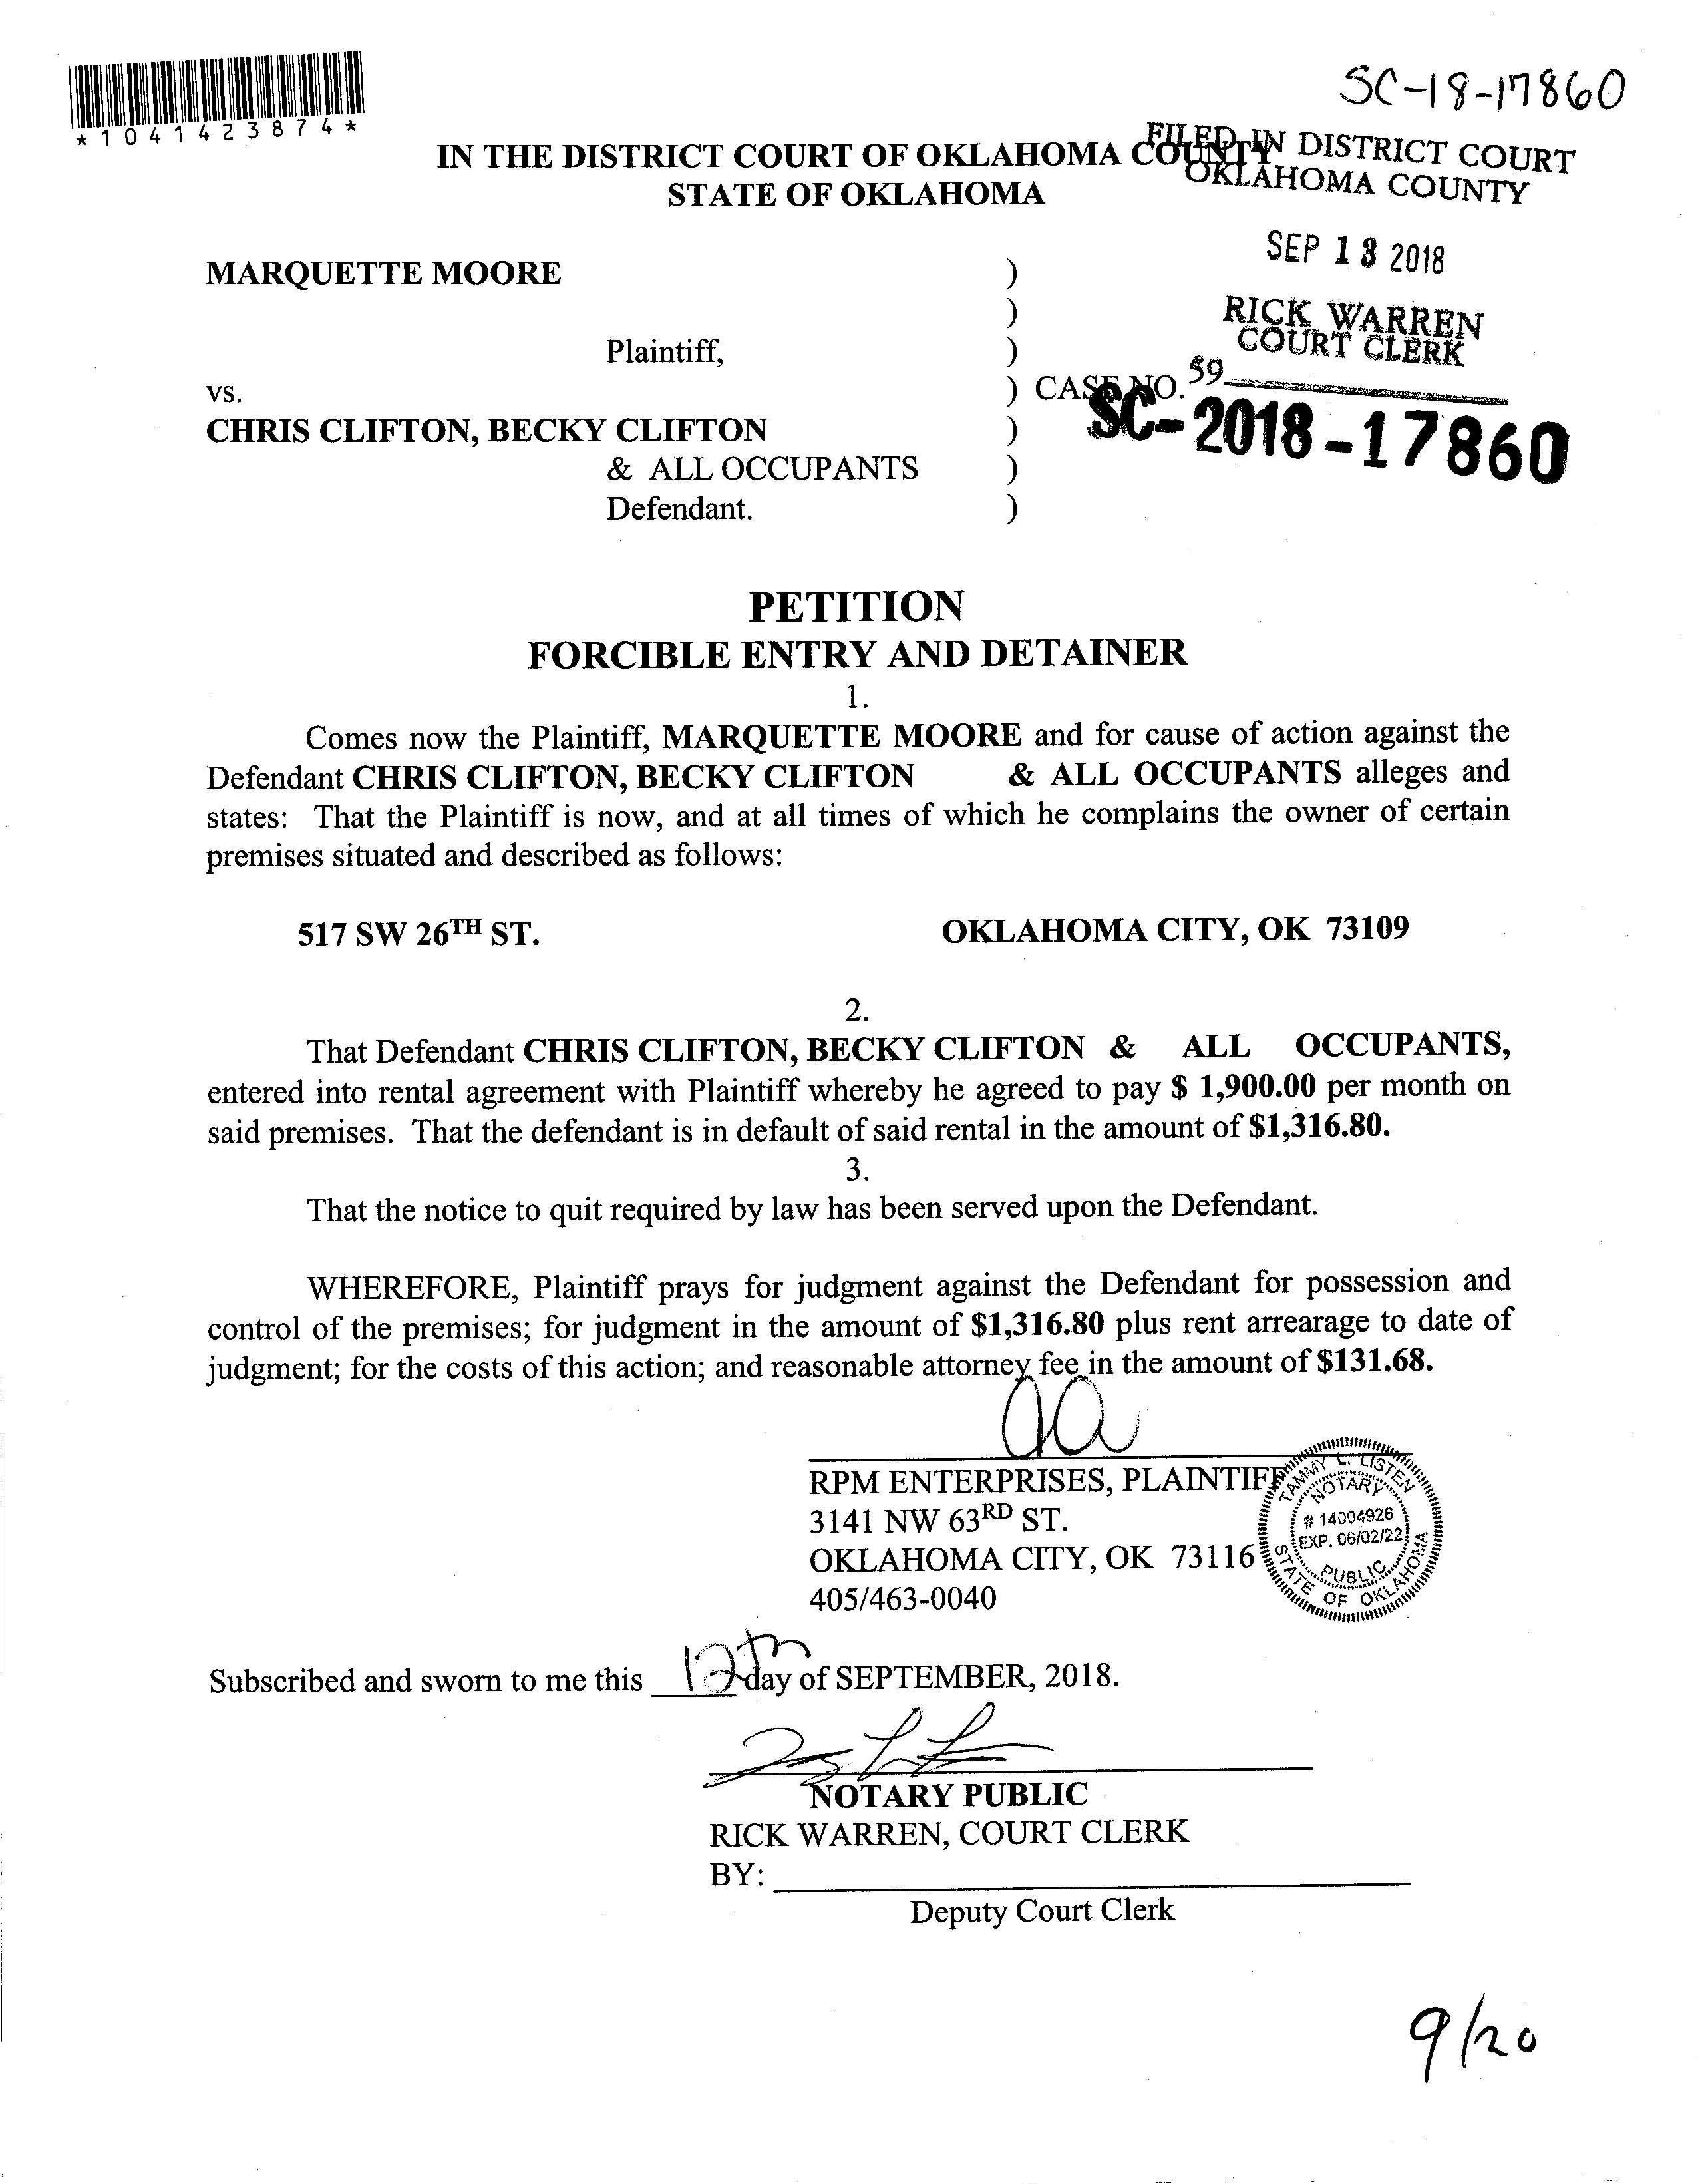 SC-18-17860
*1041423874*
FILED IN DISTRICT COURT
OKLAHOMA COUNTY
IN THE DISTRICT COURT OF OKLAHOMA COUNTY
STATE OF OKLAHOMA
SEP 13 2018
RICK WARREN
COURT CLERK
59
MARQUETTE MOORE )
)
Plaintiff, )
vs. ) CASE NO.
SC-2018-17860
CHRIS CLIFTON, BECKY CLIFTON )
& ALL OCCUPANTS )
Defendant. )
PETITION
FORCIBLE ENTRY AND DETAINER
1.
Comes now the Plaintiff, MARQUETTE MOORE and for cause of action against the
Defendant CHRIS CLIFTON, BECKY CLIFTON & ALL OCCUPANTS alleges and
states: That the Plaintiff is now, and at all times of which he complains the owner of certain
premises situated and described as follows:
517 SW 26TH ST. OKLAHOMA CITY, OK 73109
2.
That Defendant CHRIS CLIFTON, BECKY CLIFTON & ALL OCCUPANTS,
entered into rental agreement with Plaintiff whereby he agreed to pay $ 1,900.00 per month on
said premises. That the defendant is in default of said rental in the amount of $1,316.80.
3.
That the notice to quit required by law has been served upon the Defendant.
WHEREFORE, Plaintiff prays for judgment against the Defendant for possession and
control of the premises; for judgment in the amount of $1,316.80 plus rent arrearage to date of
judgment; for the costs of this action; and reasonable attorney fee in the amount of $131.68.
RPM ENTERPRISES, PLAINTIFF
3141 NW 63RD ST.
OKLAHOMA CITY, OK 73116
405/463-0040
TAMMY L. LISTEN
NOTARY
# 14004926
EXP. 06/02/22
PUBLIC
STATE OF OKLAHOMA
Subscribed and sworn to me this 12th day of SEPTEMBER, 2018.
NOTARY PUBLIC
RICK WARREN, COURT CLERK
BY:
Deputy Court Clerk
9/20